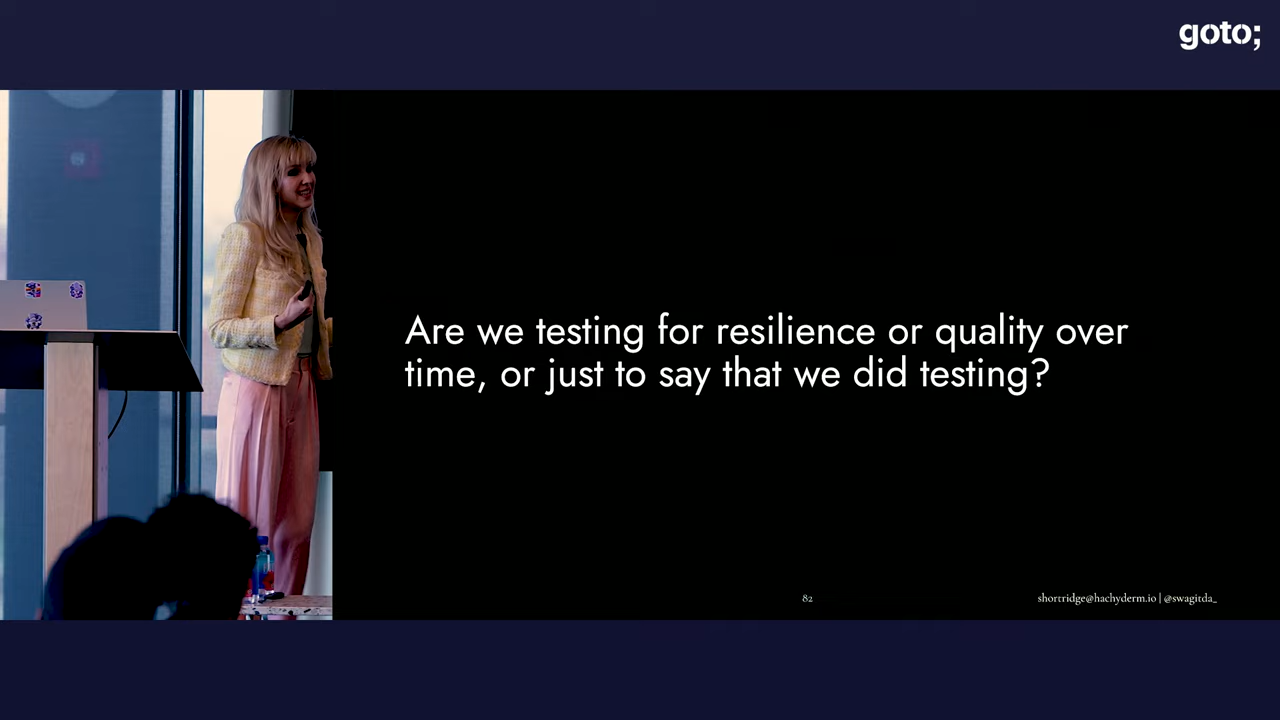 goto;
Are we testing for resilience or quality over
time, or just to say that we did testing?
82
shortridge@hachyderm.io | @swagitda_